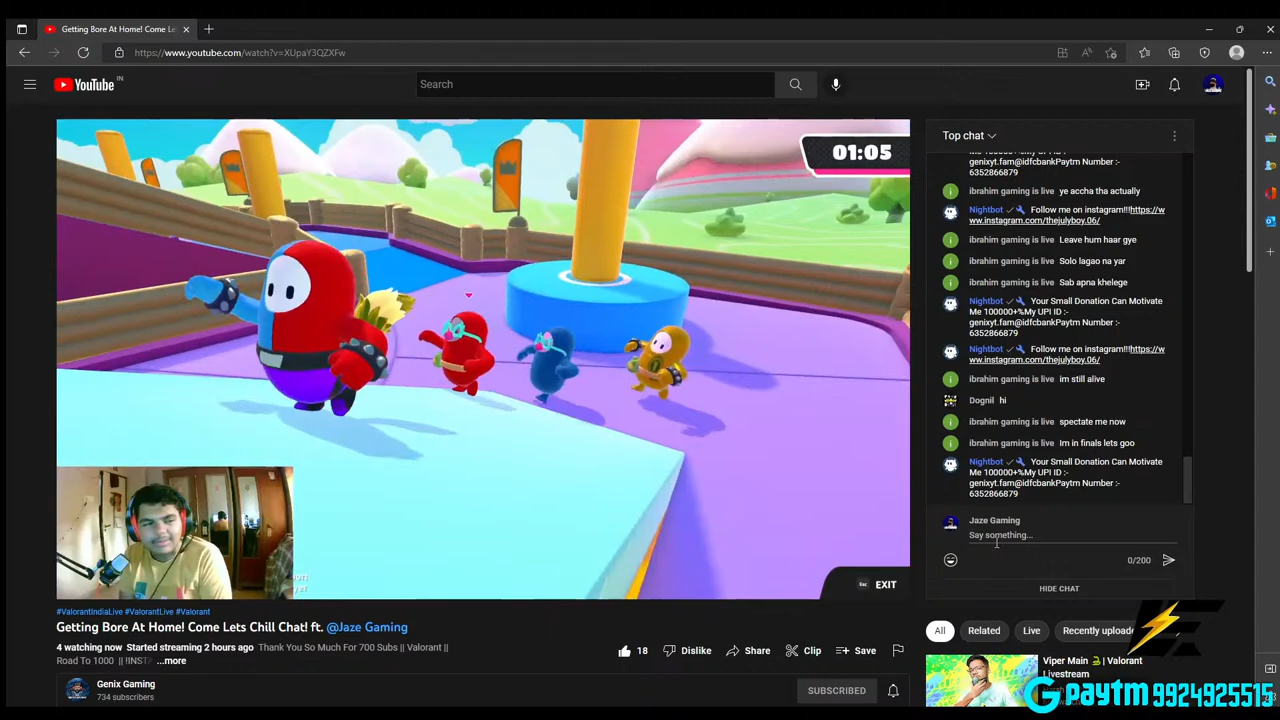 Getting Bore At Home! Come Let
https://www.youtube.com/watch?v=XUpaY3QZXFw
YouTube IN
Search
01:05
EXIT
Top chat
genixyt.fam@idfcbankPaytm Number :-
6352866879
ibrahim gaming is live ye accha tha actually
Nightbot Follow me on instagram!!!https://w
ww.instagram.com/thejulyboy.06/
ibrahim gaming is live Leave hum haar gye
ibrahim gaming is live Solo lagao na yar
ibrahim gaming is live Sab apna khelege
Nightbot Your Small Donation Can Motivate
Me 100000+%My UPI ID :-
genixyt.fam@idfcbankPaytm Number :-
6352866879
Nightbot Follow me on instagram!!!https://w
ww.instagram.com/thejulyboy.06/
ibrahim gaming is live im still alive
Dognil hi
ibrahim gaming is live spectate me now
ibrahim gaming is live Im in finals lets goo
Nightbot Your Small Donation Can Motivate
Me 100000+%My UPI ID :-
genixyt.fam@idfcbankPaytm Number :-
6352866879
Jaze Gaming
Say something...
0/200
HIDE CHAT
#ValorantIndiaLive #ValorantLive #Valorant
Getting Bore At Home! Come Lets Chill Chat! ft. @Jaze Gaming
4 watching now Started streaming 2 hours ago Thank You So Much For 700 Subs || Valorant ||
Road To 1000 || !INST ...more
18 Dislike Share Clip Save
Genix Gaming
734 subscribers
SUBSCRIBED
All Related Live Recently uploade
Viper Main | Valorant
Livestream
G paytm 9924925515